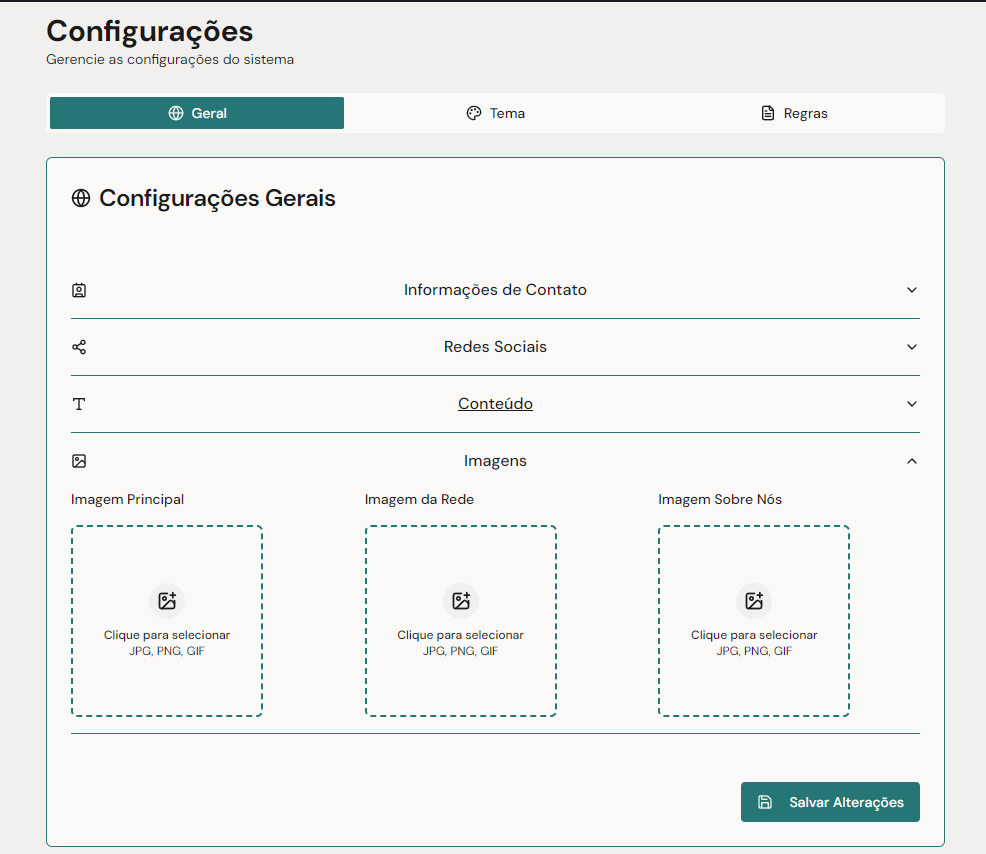 Configurações
Gerencie as configurações do sistema
Geral
Tema
Regras
Configurações Gerais
Informações de Contato
Redes Sociais
Conteúdo
Imagens
Imagem Principal
Imagem da Rede
Imagem Sobre Nós
Clique para selecionar
JPG, PNG, GIF
Clique para selecionar
JPG, PNG, GIF
Clique para selecionar
JPG, PNG, GIF
Salvar Alterações